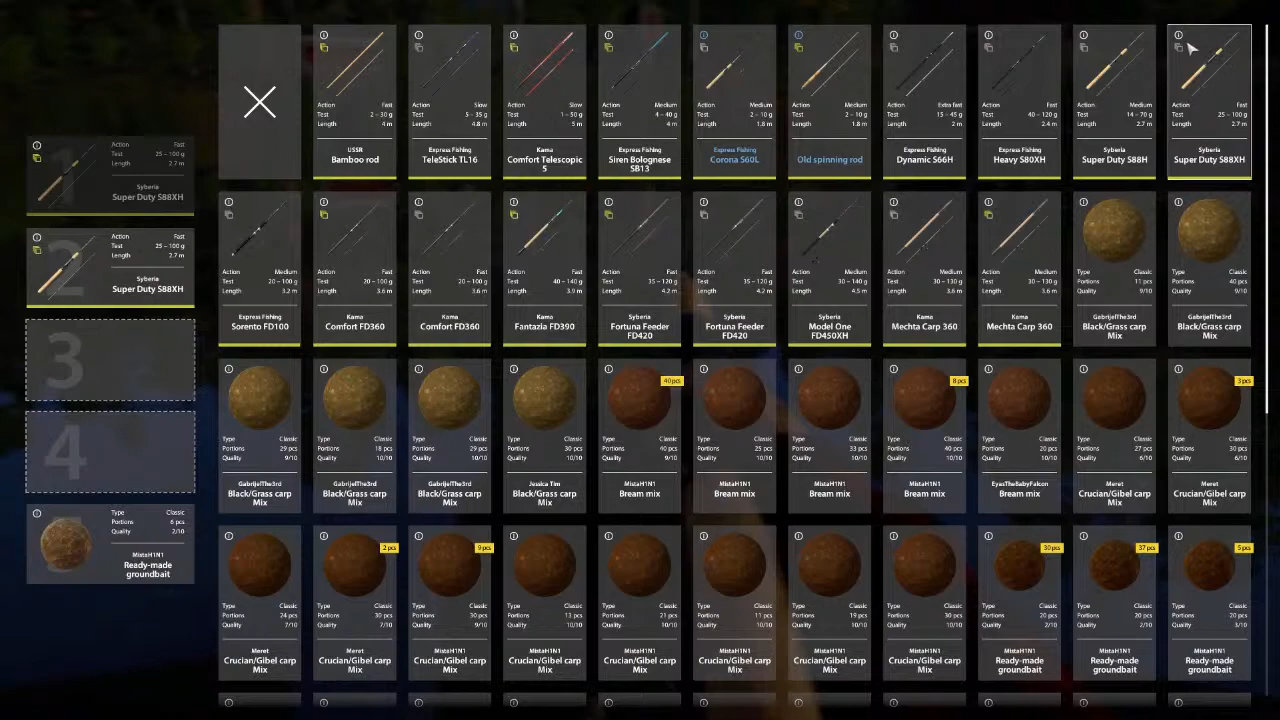 1
Action Fast
Test 25 – 100 g
Length 2.7 m
Syberia
Super Duty S88XH
2
Action Fast
Test 25 – 100 g
Length 2.7 m
Syberia
Super Duty S88XH
3
4
Type Classic
Portions 6 pcs
Quality 2/10
MistaH1N1
Ready-made
groundbait
Action Fast
Test 2 – 30 g
Length 4 m
USSR
Bamboo rod
Action Slow
Test 5 – 35 g
Length 4.8 m
Express Fishing
TeleStick TL16
Action Slow
Test 1 – 50 g
Length 5 m
Kama
Comfort Telescopic
5
Action Medium
Test 4 – 40 g
Length 6 m
Express Fishing
Siren Bolognese
SB13
Action Medium
Test 2 – 10 g
Length 1.8 m
Express Fishing
Corona S60L
Action Medium
Test 2 – 10 g
Length 1.8 m
Old spinning rod
Action Extra fast
Test 15 – 45 g
Length 2 m
Express Fishing
Dynamic S66H
Action Fast
Test 40 – 120 g
Length 2.4 m
Express Fishing
Heavy S80XH
Action Medium
Test 14 – 70 g
Length 2.7 m
Syberia
Super Duty S88H
Action Fast
Test 25 – 100 g
Length 2.7 m
Syberia
Super Duty S88XH
Action Medium
Test 20 – 100 g
Length 3.2 m
Express Fishing
Sorento FD100
Action Fast
Test 20 – 100 g
Length 3.6 m
Kama
Comfort FD360
Action Fast
Test 20 – 100 g
Length 3.6 m
Kama
Comfort FD360
Action Fast
Test 40 – 140 g
Length 3.9 m
Kama
Fantazia FD390
Action Medium
Test 35 – 120 g
Length 4.2 m
Syberia
Fortuna Feeder
FD420
Action Medium
Test 35 – 120 g
Length 4.2 m
Syberia
Fortuna Feeder
FD420
Action Medium
Test 30 – 140 g
Length 4.5 m
Syberia
Model One
FD450XH
Action Medium
Test 30 – 130 g
Length 3.6 m
Kama
Mechta Carp 360
Action Medium
Test 30 – 130 g
Length 3.6 m
Kama
Mechta Carp 360
Type Classic
Portions 11 pcs
Quality 9/10
GabrijelThe3rd
Black/Grass carp
Mix
Type Classic
Portions 40 pcs
Quality 9/10
GabrijelThe3rd
Black/Grass carp
Mix
Type Classic
Portions 29 pcs
Quality 9/10
GabrijelThe3rd
Black/Grass carp
Mix
Type Classic
Portions 18 pcs
Quality 10/10
GabrijelThe3rd
Black/Grass carp
Mix
Type Classic
Portions 29 pcs
Quality 10/10
GabrijelThe3rd
Black/Grass carp
Mix
Type Classic
Portions 30 pcs
Quality 10/10
Jessica Tim
Black/Grass carp
Mix
40 pcs
Type Classic
Portions 40 pcs
Quality 9/10
MistaH1N1
Bream mix
Type Classic
Portions 25 pcs
Quality 10/10
MistaH1N1
Bream mix
Type Classic
Portions 33 pcs
Quality 10/10
MistaH1N1
Bream mix
8 pcs
Type Classic
Portions 40 pcs
Quality 10/10
MistaH1N1
Bream mix
Type Classic
Portions 20 pcs
Quality 10/10
EyasTheBabyFalcon
Bream mix
Type Classic
Portions 27 pcs
Quality 6/10
Meret
Crucian/Gibel carp
Mix
3 pcs
Type Classic
Portions 30 pcs
Quality 6/10
Meret
Crucian/Gibel carp
Mix
Type Classic
Portions 24 pcs
Quality 7/10
Meret
Crucian/Gibel carp
Mix
2 pcs
Type Classic
Portions 30 pcs
Quality 7/10
Meret
Crucian/Gibel carp
Mix
9 pcs
Type Classic
Portions 30 pcs
Quality 9/10
MistaH1N1
Crucian/Gibel carp
Mix
Type Classic
Portions 13 pcs
Quality 10/10
MistaH1N1
Crucian/Gibel carp
Mix
Type Classic
Portions 21 pcs
Quality 10/10
MistaH1N1
Crucian/Gibel carp
Mix
Type Classic
Portions 11 pcs
Quality 10/10
MistaH1N1
Crucian/Gibel carp
Mix
Type Classic
Portions 19 pcs
Quality 10/10
MistaH1N1
Crucian/Gibel carp
Mix
Type Classic
Portions 30 pcs
Quality 10/10
MistaH1N1
Crucian/Gibel carp
Mix
30 pcs
Type Classic
Portions 20 pcs
Quality 2/10
MistaH1N1
Ready-made
groundbait
37 pcs
Type Classic
Portions 20 pcs
Quality 2/10
MistaH1N1
Ready-made
groundbait
5 pcs
Type Classic
Portions 20 pcs
Quality 3/10
MistaH1N1
Ready-made
groundbait